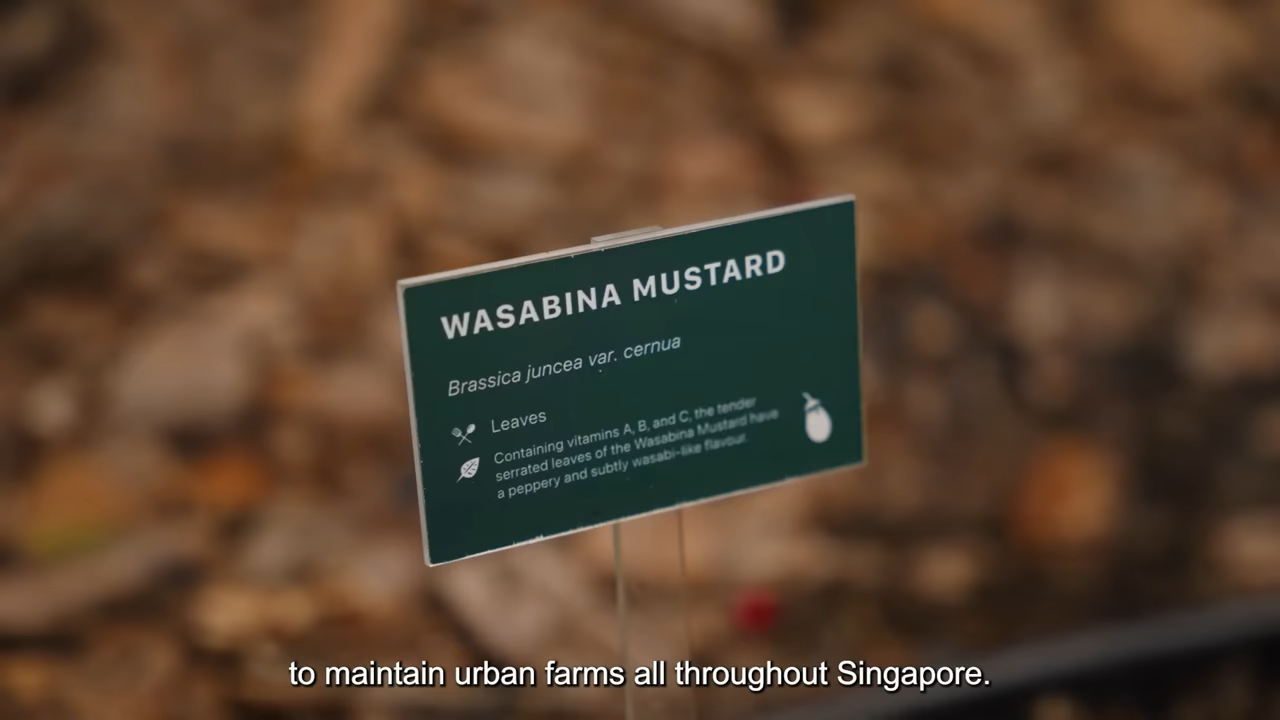 WASABINA MUSTARD
Brassica juncea var. cernua
Leaves
Containing vitamins A, B, and C, the tender
serrated leaves of the Wasabina Mustard have
a peppery and subtly wasabi-like flavour.
to maintain urban farms all throughout Singapore.